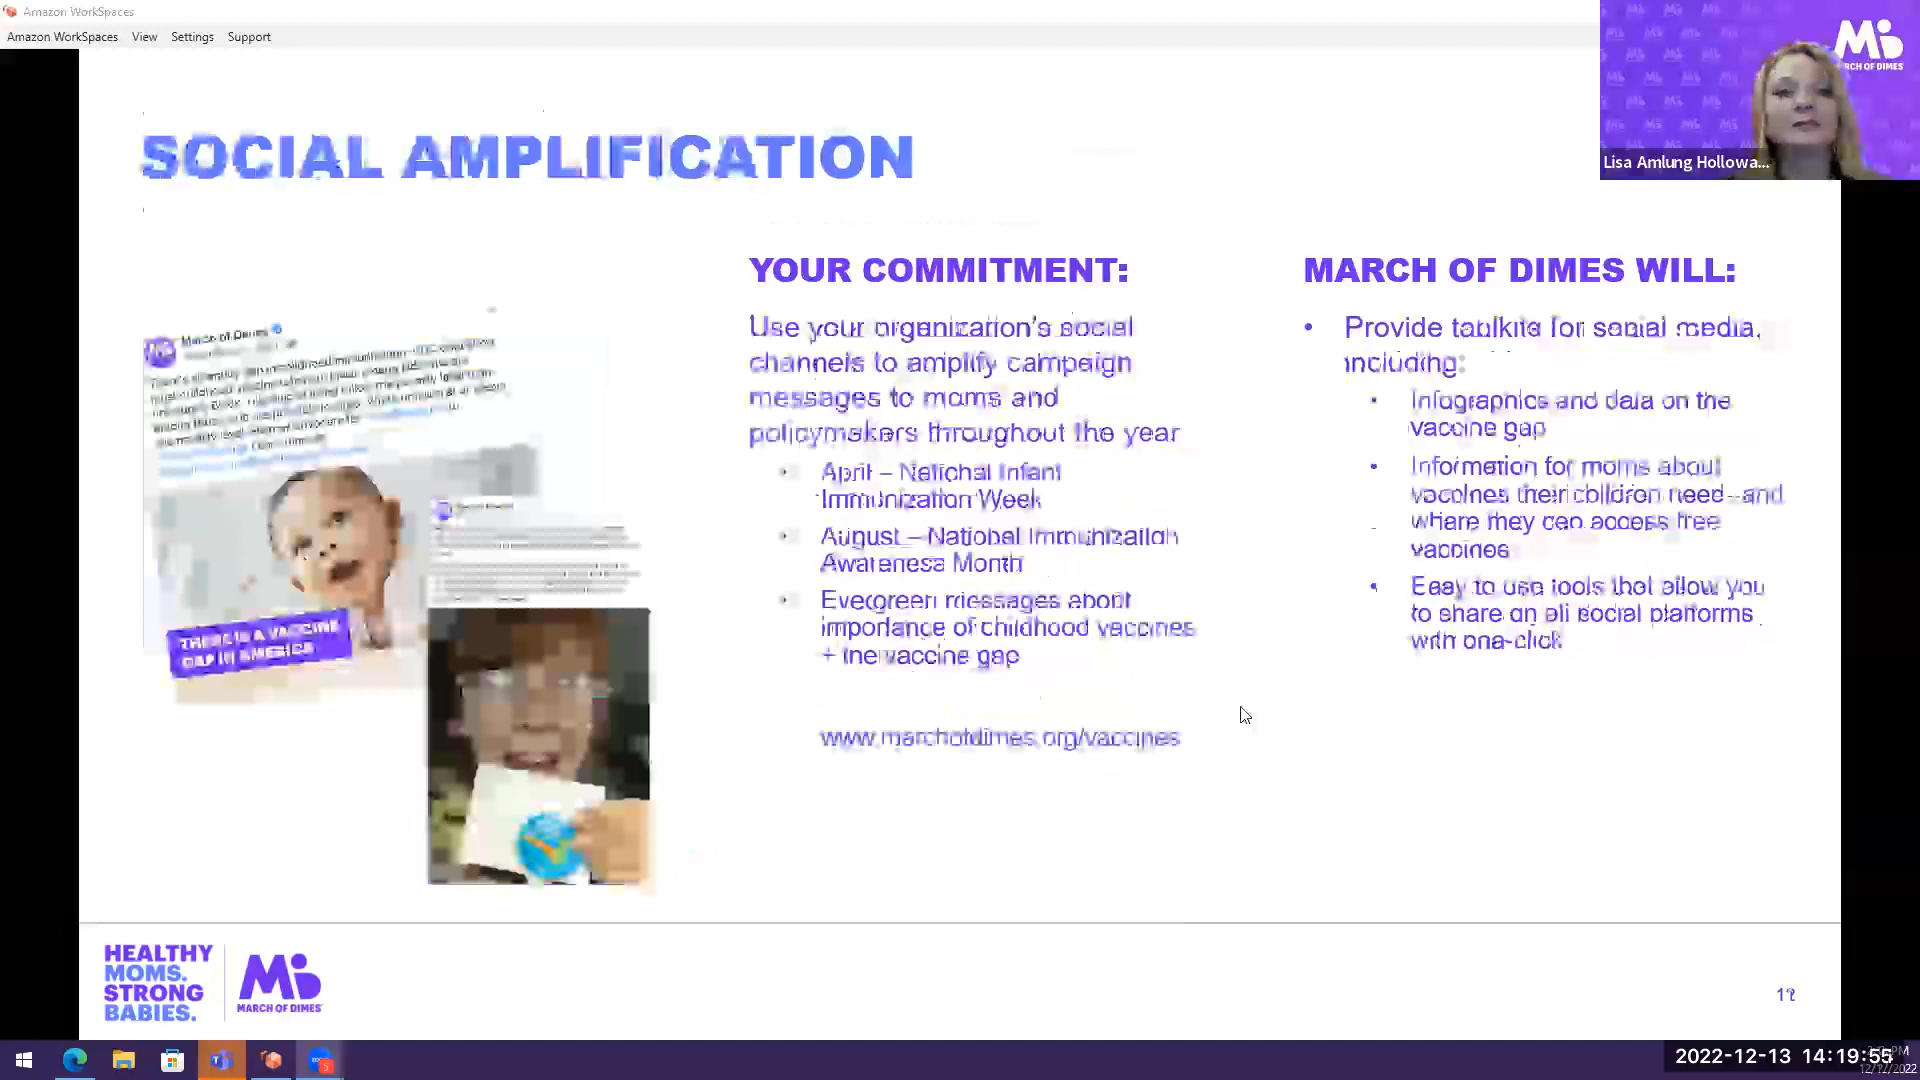 Amazon WorkSpaces
Amazon WorkSpaces View Settings Support
MARCH OF DIMES
Lisa Amlung Hollowa...
SOCIAL AMPLIFICATION
YOUR COMMITMENT:
Use your organization's social
channels to amplify campaign
messages to moms and
policymakers throughout the year
• April – National Infant
Immunization Week
• August – National Immunization
Awareness Month
• Evergreen messages about
importance of childhood vaccines
+ the vaccine gap
www.marchofdimes.org/vaccines
MARCH OF DIMES WILL:
• Provide toolkits for social media,
including:
• Infographics and data on the
vaccine gap
• Information for moms about
vaccines their children need–and
where they can access free
vaccines
• Easy to use tools that allow you
to share on all social platforms
with one-click
March of Dimes
THERE IS A VACCINE
GAP IN AMERICA
HEALTHY
MOMS.
STRONG
BABIES.
MARCH OF DIMES
2022-12-13 14:19:55